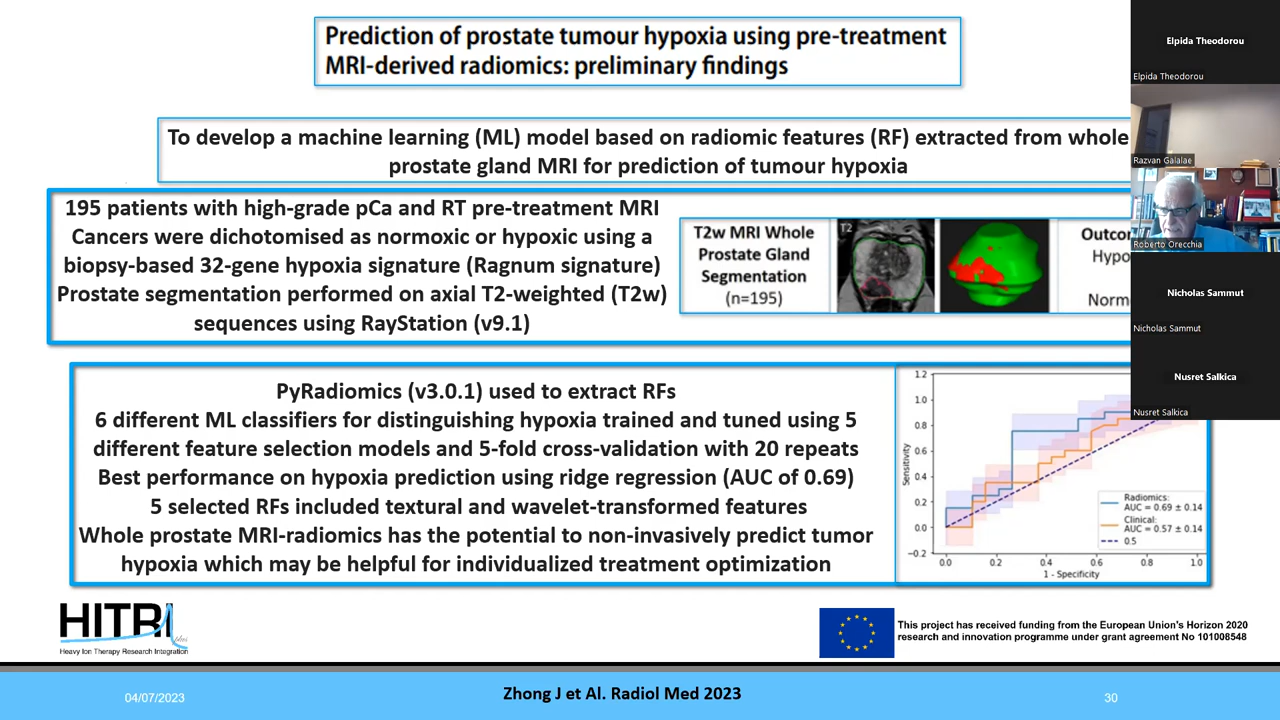 Prediction of prostate tumour hypoxia using pre-treatment
MRI-derived radiomics: preliminary findings
To develop a machine learning (ML) model based on radiomic features (RF) extracted from whole
prostate gland MRI for prediction of tumour hypoxia
195 patients with high-grade pCa and RT pre-treatment MRI
Cancers were dichotomised as normoxic or hypoxic using a
biopsy-based 32-gene hypoxia signature (Ragnum signature)
Prostate segmentation performed on axial T2-weighted (T2w)
sequences using RayStation (v9.1)
T2w MRI Whole
Prostate Gland
Segmentation
(n=195)
T2
Outcor
Hypo
Norm
PyRadiomics (v3.0.1) used to extract RFs
6 different ML classifiers for distinguishing hypoxia trained and tuned using 5
different feature selection models and 5-fold cross-validation with 20 repeats
Best performance on hypoxia prediction using ridge regression (AUC of 0.69)
5 selected RFs included textural and wavelet-transformed features
Whole prostate MRI-radiomics has the potential to non-invasively predict tumor
hypoxia which may be helpful for individualized treatment optimization
1.2
1.0
0.8
0.6
0.4
0.2
0.0
−0.2
Sensitivity
Radiomics:
AUC = 0.69 ± 0.14
Clinical:
AUC = 0.57 ± 0.14
0.5
0.0 0.2 0.4 0.6 0.8 1.0
1 - Specificity
Elpida Theodorou
Elpida Theodorou
Razvan Galalae
Roberto Orecchia
Nicholas Sammut
Nicholas Sammut
Nusret Salkica
Nusret Salkica
HITRI
plus
Heavy Ion Therapy Research Integration
This project has received funding from the European Union's Horizon 2020
research and innovation programme under grant agreement No 101008548
04/07/2023
Zhong J et Al. Radiol Med 2023
30